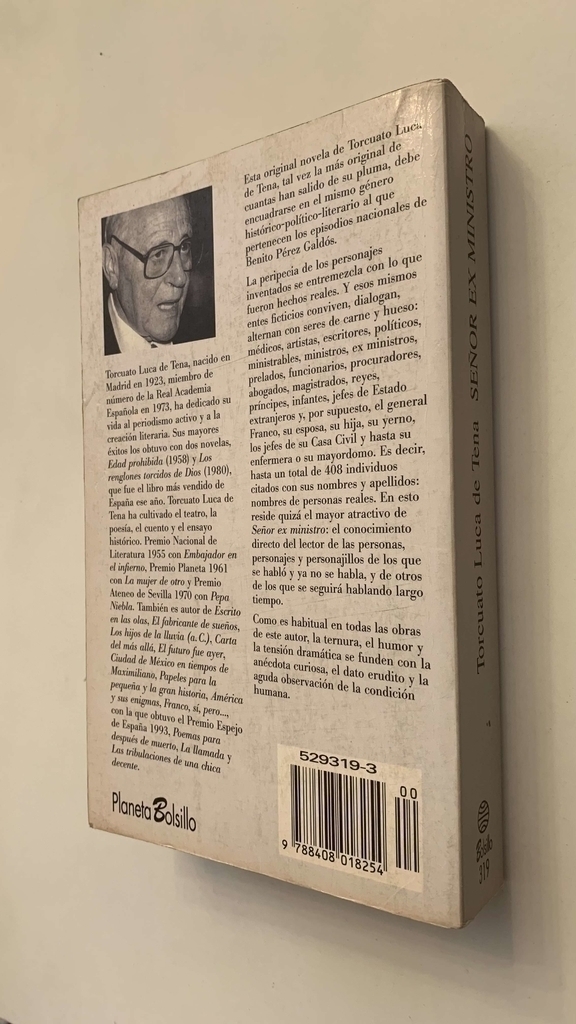 Torcuato Luca de Tena, nacido en
Madrid en 1923, miembro de
número de la Real Academia
Española en 1973, ha dedicado su
vida al periodismo activo y a la
creación literaria. Sus mayores
éxitos los obtuvo con dos novelas,
Edad prohibida (1958) y Los
renglones torcidos de Dios (1980),
que fue el libro más vendido de
España ese año. Torcuato Luca de
Tena ha cultivado el teatro, la
poesía, el cuento y el ensayo
histórico. Premio Nacional de
Literatura 1955 con Embajador en
el infierno, Premio Planeta 1961
con La mujer de otro y Premio
Ateneo de Sevilla 1970 con Pepa
Niebla. También es autor de Escrito
en las olas, El fabricante de sueños,
Los hijos de la lluvia (a. C.), Carta
del más allá, El futuro fue ayer,
Ciudad de México en tiempos de
Maximiliano, Papeles para la
pequeña y la gran historia, América
y sus enigmas, Franco, sí, pero...,
con la que obtuvo el Premio Espejo
de España 1993, Poemas para
después de muerto, La llamada y
Las tribulaciones de una chica
decente.
Planeta Bolsillo
Esta original novela de Torcuato Luca
de Tena, tal vez la más original de
cuantas han salido de su pluma, debe
encuadrarse en el mismo género
histórico-político-literario al que
pertenecen los episodios nacionales de
Benito Pérez Galdós.
La peripecia de los personajes
inventados se entremezcla con lo que
fueron hechos reales. Y esos mismos
entes ficticios conviven, dialogan,
alternan con seres de carne y hueso:
médicos, artistas, escritores, políticos,
ministrables, ministros, ex ministros,
prelados, funcionarios, procuradores,
abogados, magistrados, reyes,
príncipes, infantes, jefes de Estado
extranjeros y, por supuesto, el general
Franco, su esposa, su hija, su yerno,
los jefes de su Casa Civil y hasta su
enfermera o su mayordomo. Es decir,
hasta un total de 408 individuos
citados con sus nombres y apellidos:
nombres de personas reales. En esto
reside quizá el mayor atractivo de
Señor ex ministro: el conocimiento
directo del lector de las personas,
personajes y personajillos de los que
se habló y ya no se habla, y de otros
de los que se seguirá hablando largo
tiempo.
Como es habitual en todas las obras
de este autor, la ternura, el humor y
la tensión dramática se funden con la
anécdota curiosa, el dato erudito y la
aguda observación de la condición
humana.
529319-3
00
9 788408 018254
Torcuato Luca de Tena SEÑOR EX MINISTRO
Bolsillo
319